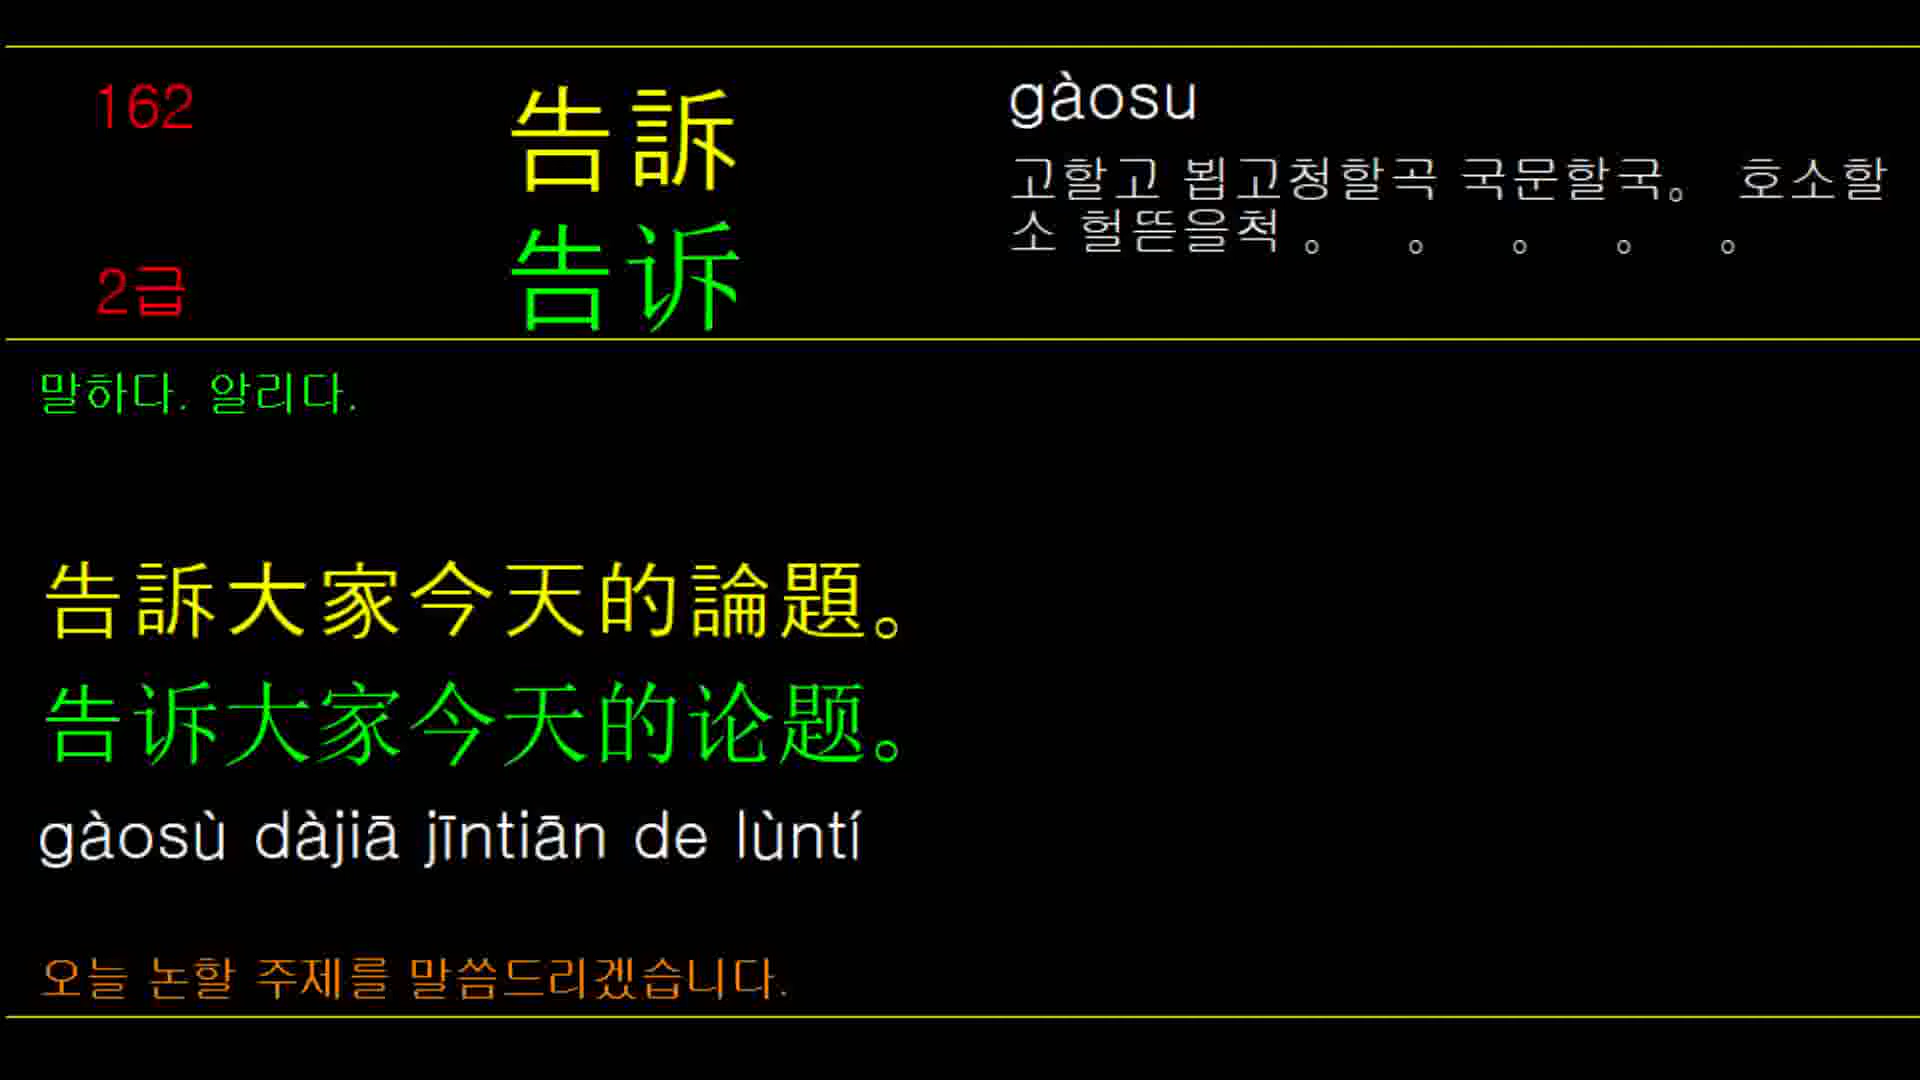 162
告訴
gàosu
고할고 뵙고청할곡 국문할국。 호소할
소 헐뜯을척 。 。 。 。 。
告诉
2급
말하다. 알리다.
告訴大家今天的論題。
告诉大家今天的论题。
gàosù dàjiā jīntiān de lùntí
오늘 논할 주제를 말씀드리겠습니다.